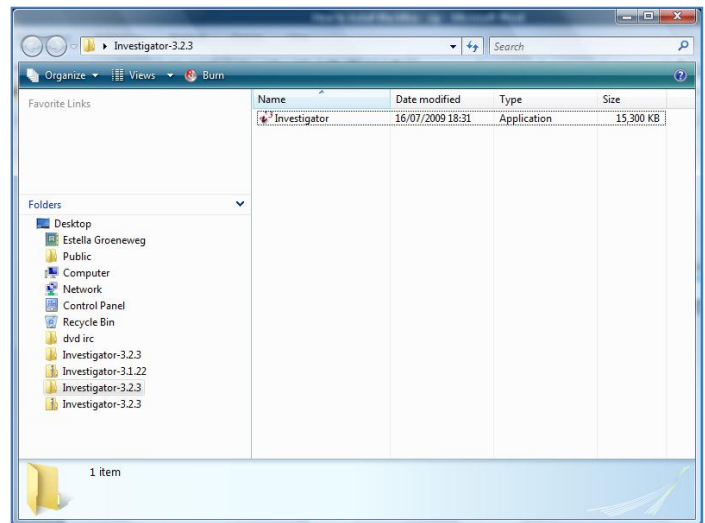 Investigator-3.2.3
Search
Organize Views Burn
Favorite Links
Name Date modified Type Size
Investigator 16/07/2009 18:31 Application 15,300 KB
Folders
Desktop
Estella Groeneweg
Public
Computer
Network
Control Panel
Recycle Bin
dvd irc
Investigator-3.2.3
Investigator-3.1.22
Investigator-3.2.3
Investigator-3.2.3
1 item